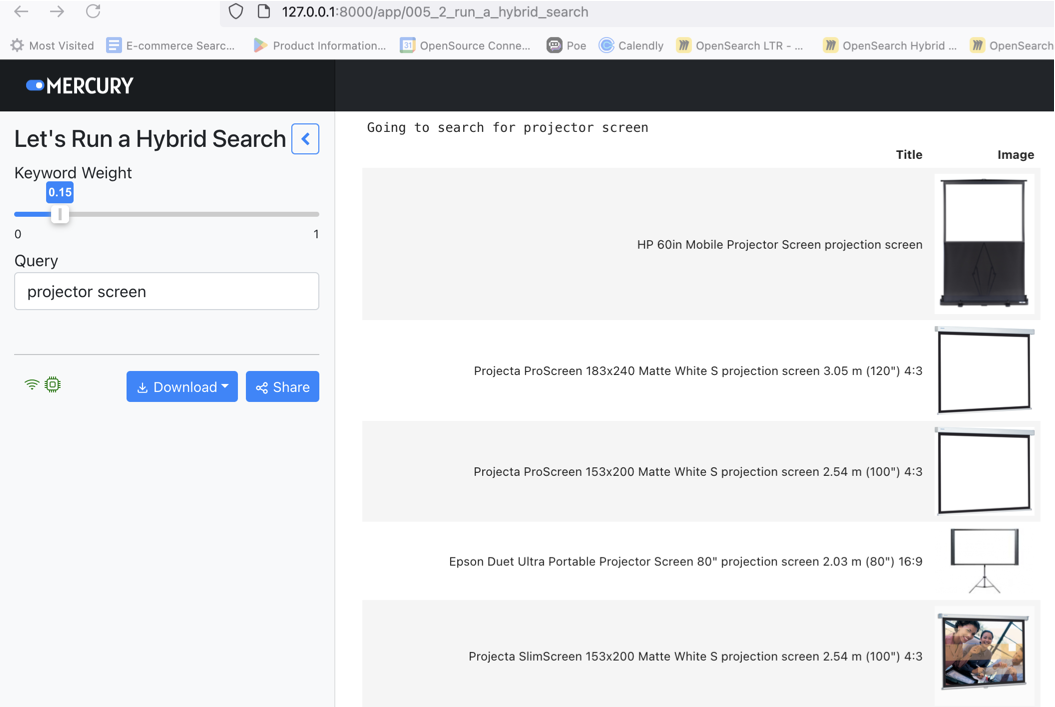 127.0.0.1:8000/app/005_2_run_a_hybrid_search
Most Visited
E-commerce Searc...
Product Information...
31
OpenSource Conne...
Poe
Calendly
OpenSearch LTR - ...
OpenSearch Hybrid ...
OpenSearch
MERCURY
Let's Run a Hybrid Search
Keyword Weight
0.15
0
1
Query
projector screen
Download
Share
Going to search for projector screen
Title
Image
HP 60in Mobile Projector Screen projection screen
Projecta ProScreen 183x240 Matte White S projection screen 3.05 m (120") 4:3
Projecta ProScreen 153x200 Matte White S projection screen 2.54 m (100") 4:3
Epson Duet Ultra Portable Projector Screen 80" projection screen 2.03 m (80") 16:9
Projecta SlimScreen 153x200 Matte White S projection screen 2.54 m (100") 4:3